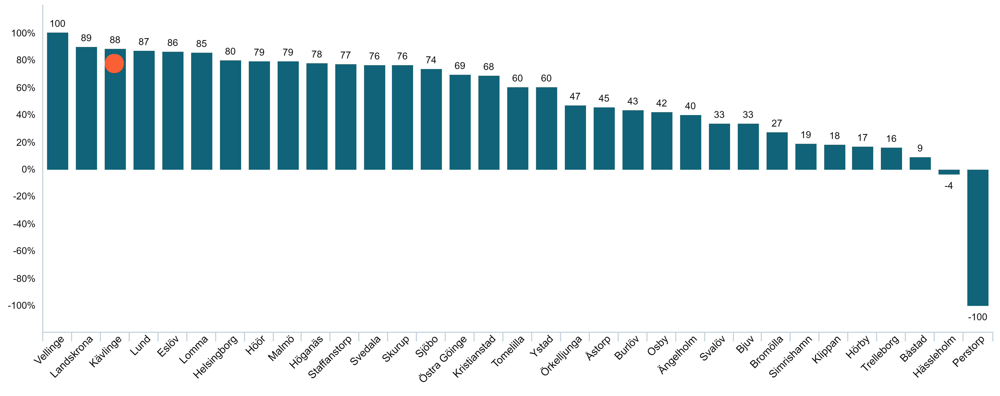 100%
80%
60%
40%
20%
0%
-20%
-40%
-60%
-80%
-100%
100
89
88
87
86
85
80
79
79
78
77
76
76
74
69
68
60
60
47
45
43
42
40
33
33
27
19
18
17
16
9
-4
-100
Vellinge
Landskrona
Kävlinge
Lund
Eslöv
Lomma
Helsingborg
Höör
Malmö
Höganäs
Staffanstorp
Svedala
Skurup
Sjöbo
Östra Göinge
Kristianstad
Tomelilla
Ystad
Örkelljunga
Åstorp
Burlöv
Osby
Ängelholm
Svalöv
Bjuv
Bromölla
Simrishamn
Klippan
Hörby
Trelleborg
Båstad
Hässleholm
Perstorp